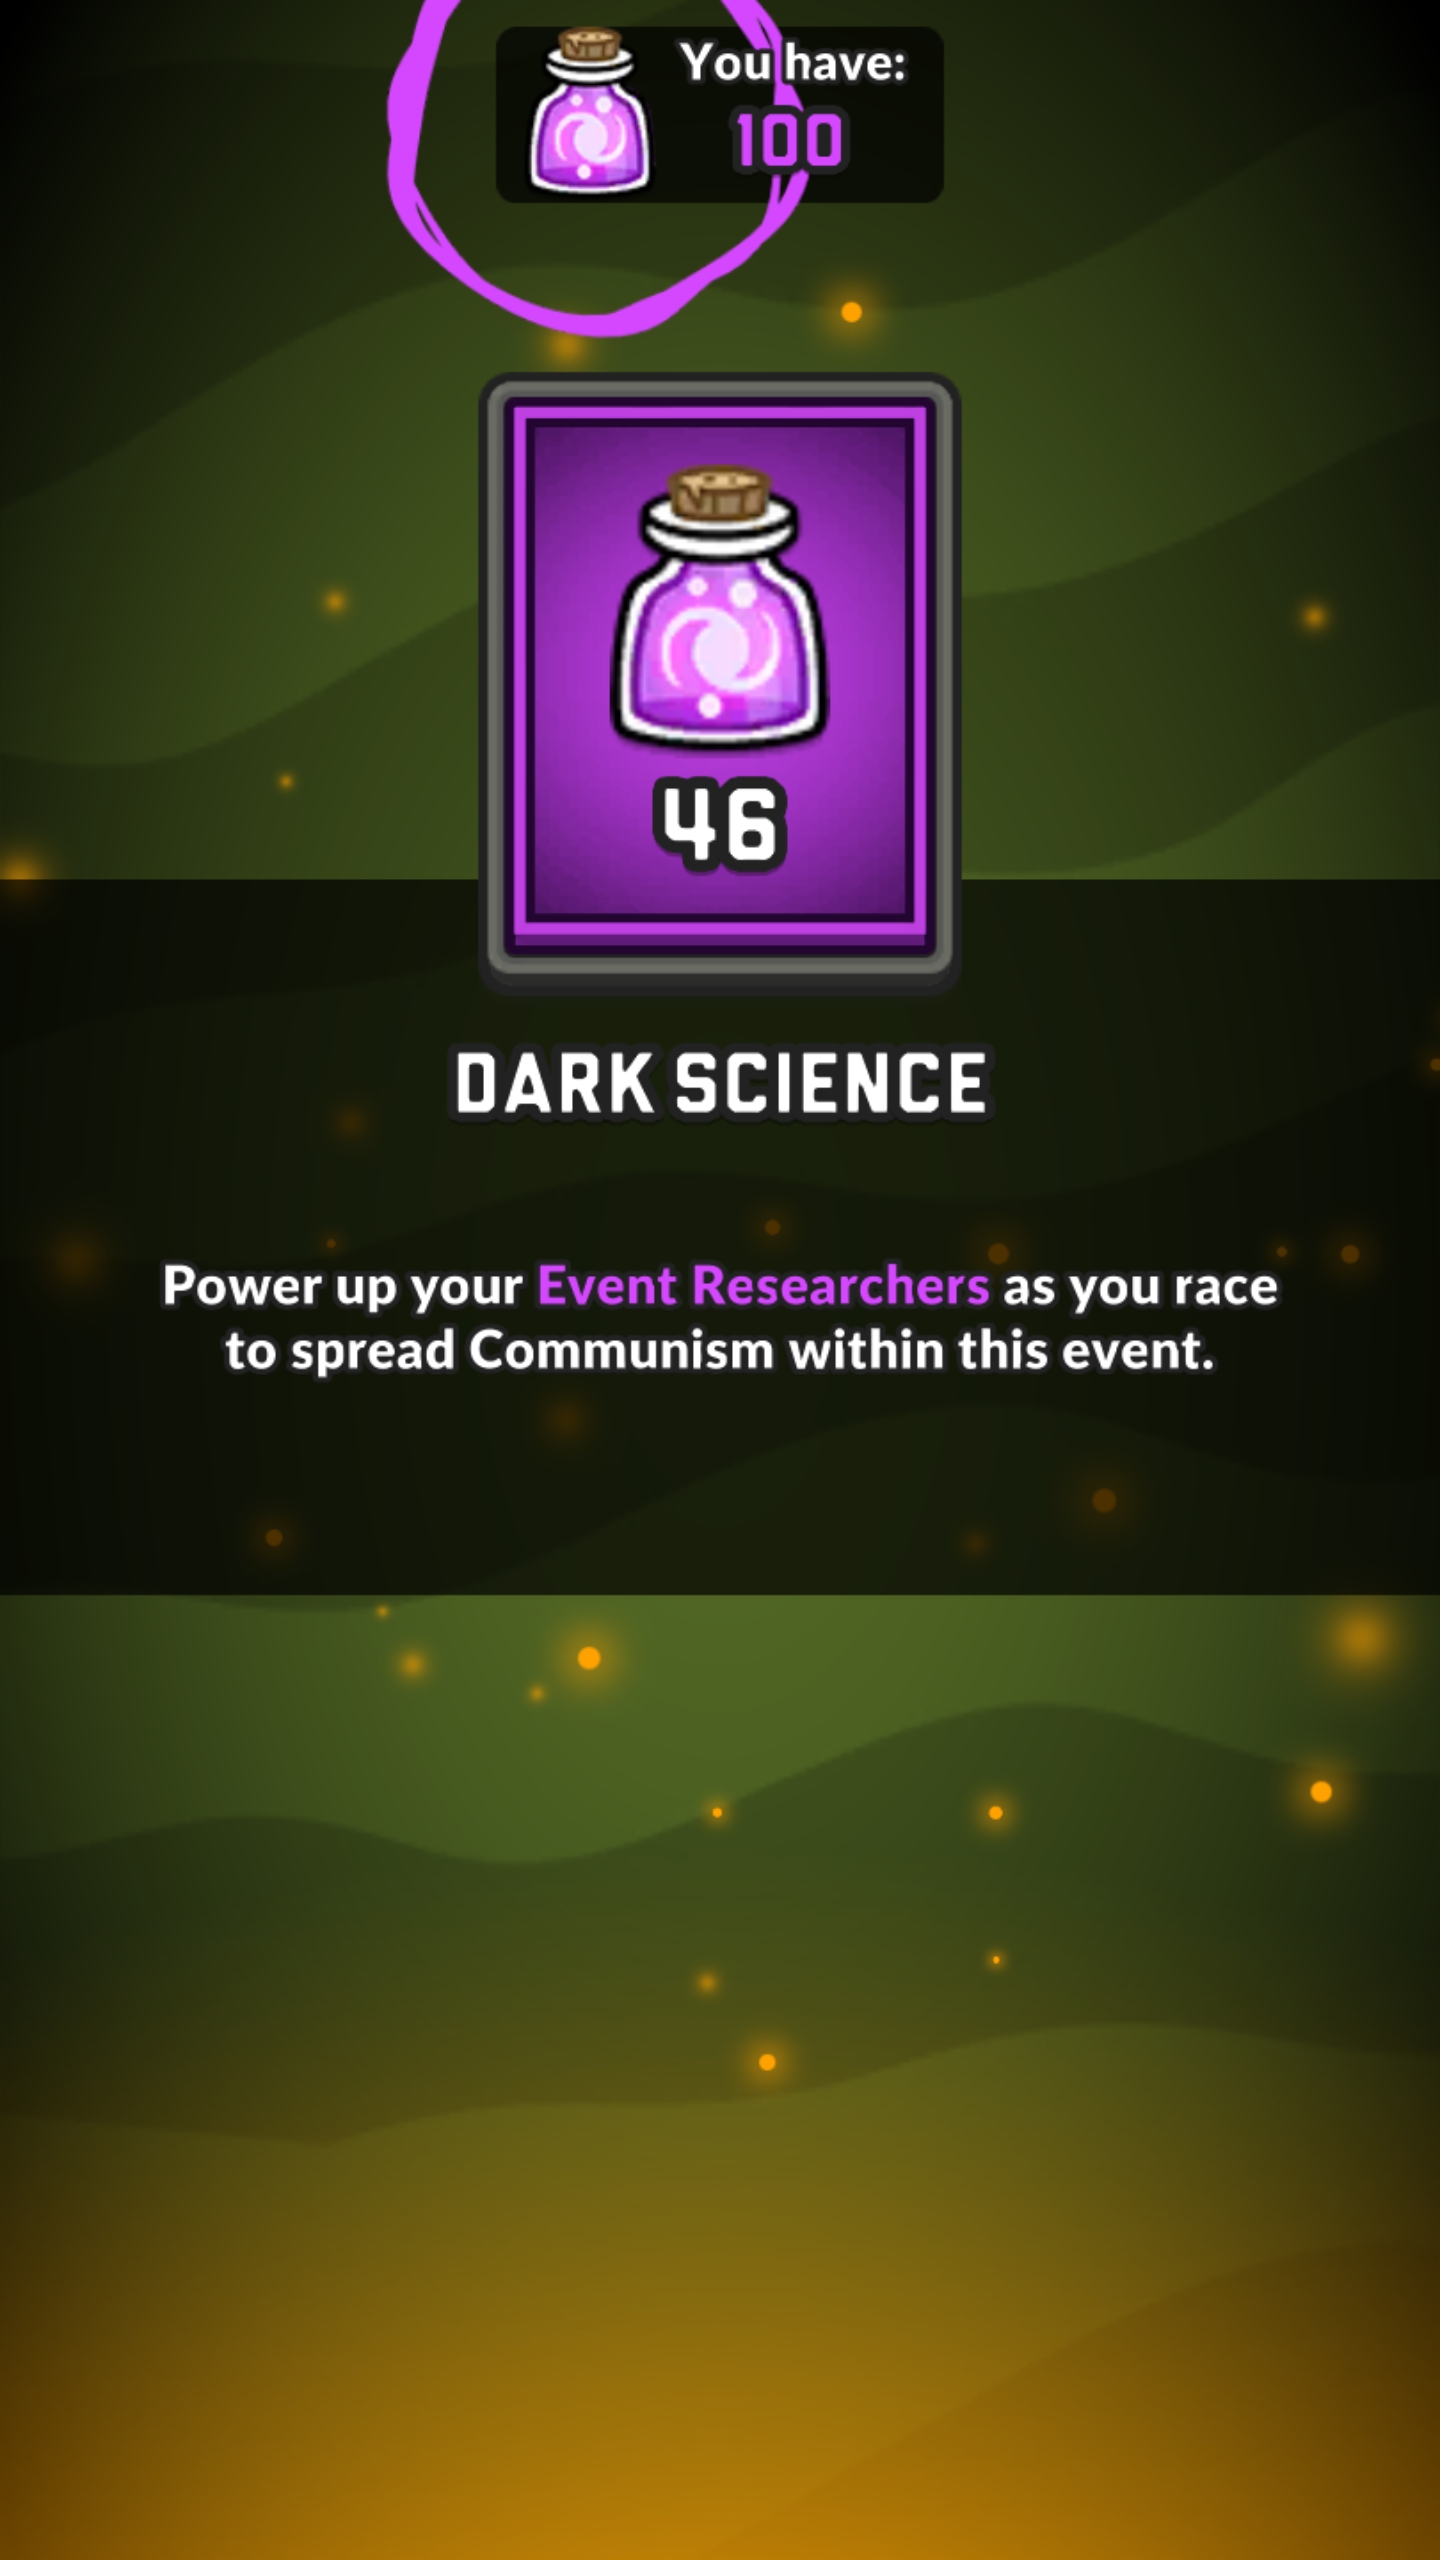 You have:
100
46
DARK SCIENCE
Power up your Event Researchers as you race
to spread Communism within this event.